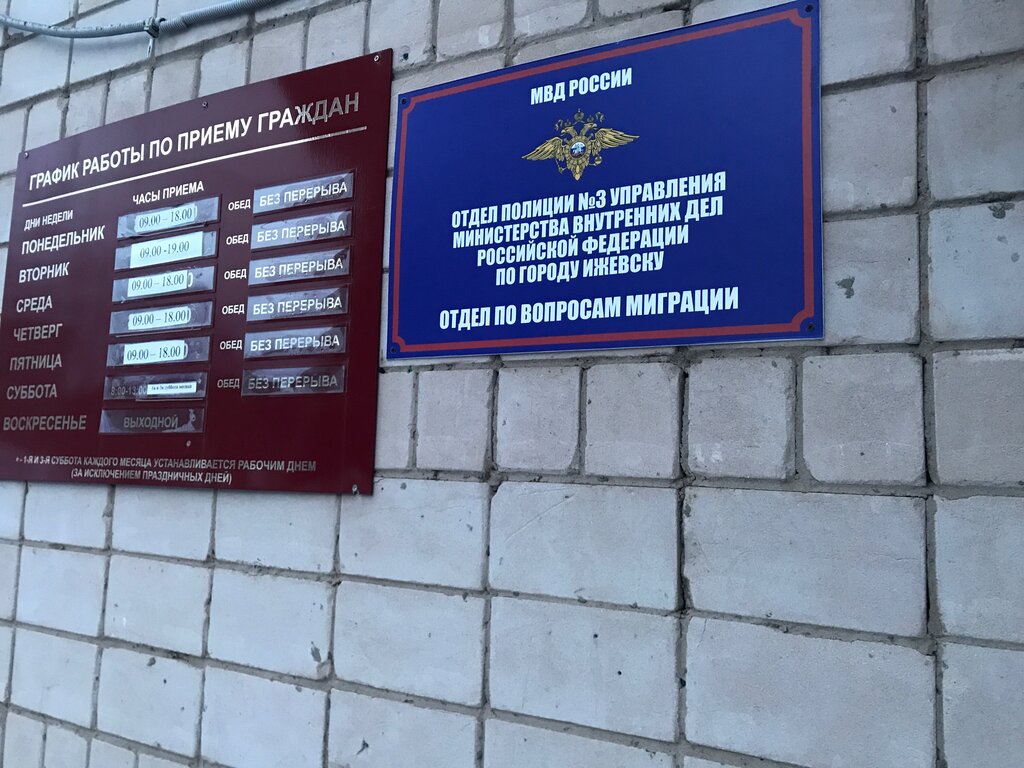 ГРАФИК РАБОТЫ ПО ПРИЕМУ ГРАЖДАН
ДНИ НЕДЕЛИ ЧАСЫ ПРИЕМА
ПОНЕДЕЛЬНИК 09.00 – 18.00 ОБЕД БЕЗ ПЕРЕРЫВА
ВТОРНИК 09.00 -19.00 ОБЕД БЕЗ ПЕРЕРЫВА
СРЕДА 09.00 – 18.00 ОБЕД БЕЗ ПЕРЕРЫВА
ЧЕТВЕРГ 09.00 – 18.00 ОБЕД БЕЗ ПЕРЕРЫВА
ПЯТНИЦА 09.00 – 18.00 ОБЕД БЕЗ ПЕРЕРЫВА
СУББОТА ОБЕД БЕЗ ПЕРЕРЫВА
ВОСКРЕСЕНЬЕ ВЫХОДНОЙ
* - 1-Я И 3-Я СУББОТА КАЖДОГО МЕСЯЦА УСТАНАВЛИВАЕТСЯ РАБОЧИМ ДНЕМ
(ЗА ИСКЛЮЧЕНИЕМ ПРАЗДНИЧНЫХ ДНЕЙ)
МВД РОССИИ
ОТДЕЛ ПОЛИЦИИ №3 УПРАВЛЕНИЯ
МИНИСТЕРСТВА ВНУТРЕННИХ ДЕЛ
РОССИЙСКОЙ ФЕДЕРАЦИИ
ПО ГОРОДУ ИЖЕВСКУ
ОТДЕЛ ПО ВОПРОСАМ МИГРАЦИИ